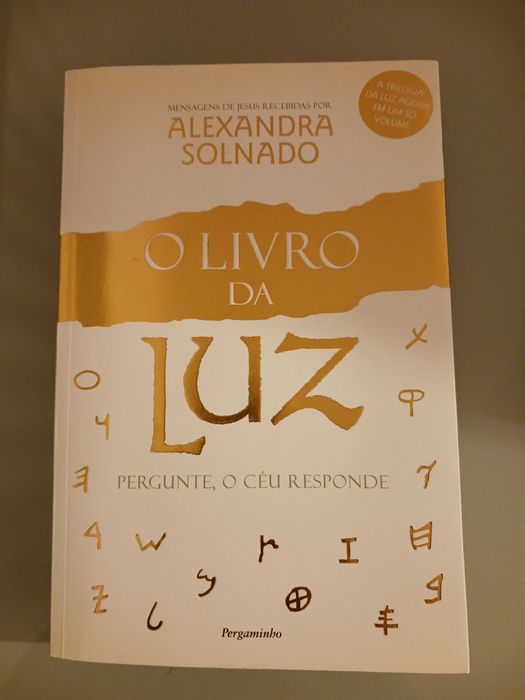 MENSAGENS DE JESUS RECEBIDAS POR
ALEXANDRA
SOLNADO
A TRILOGIA
DA LUZ AGORA
EM UM SÓ
VOLUME
O LIVRO
DA
LUZ
PERGUNTE, O CÉU RESPONDE
Pergaminho